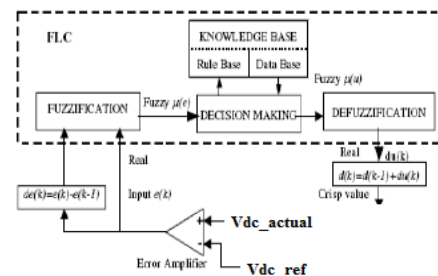 FLC
KNOWLEDGE BASE
Rule Base
Data Base
Fuzzy μ(e)
Fuzzy μ(u)
FUZZIFICATION
DECISION MAKING
DEFUZZIFICATION
Real
Real
du(k)
de(k)=e(k)-e(k-1)
Input e(k)
d(k)=d(k-1)+du(k)
Crisp value
+
Vdc_actual
-
Vdc_ref
Error Amplifier